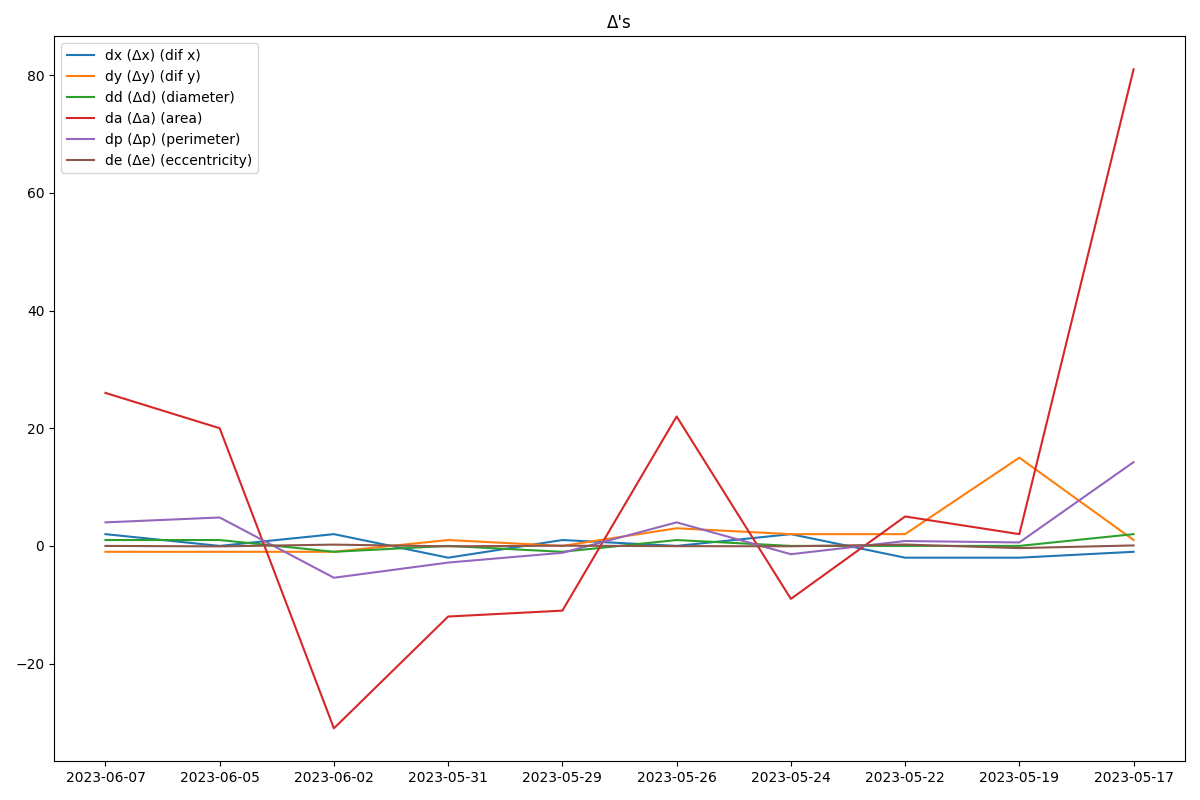 Δ's
dx (Δx) (dif x)
dy (Δy) (dif y)
dd (Δd) (diameter)
da (Δa) (area)
dp (Δp) (perimeter)
de (Δe) (eccentricity)
80
60
40
20
0
−20
2023-06-07 2023-06-05 2023-06-02 2023-05-31 2023-05-29 2023-05-26 2023-05-24 2023-05-22 2023-05-19 2023-05-17